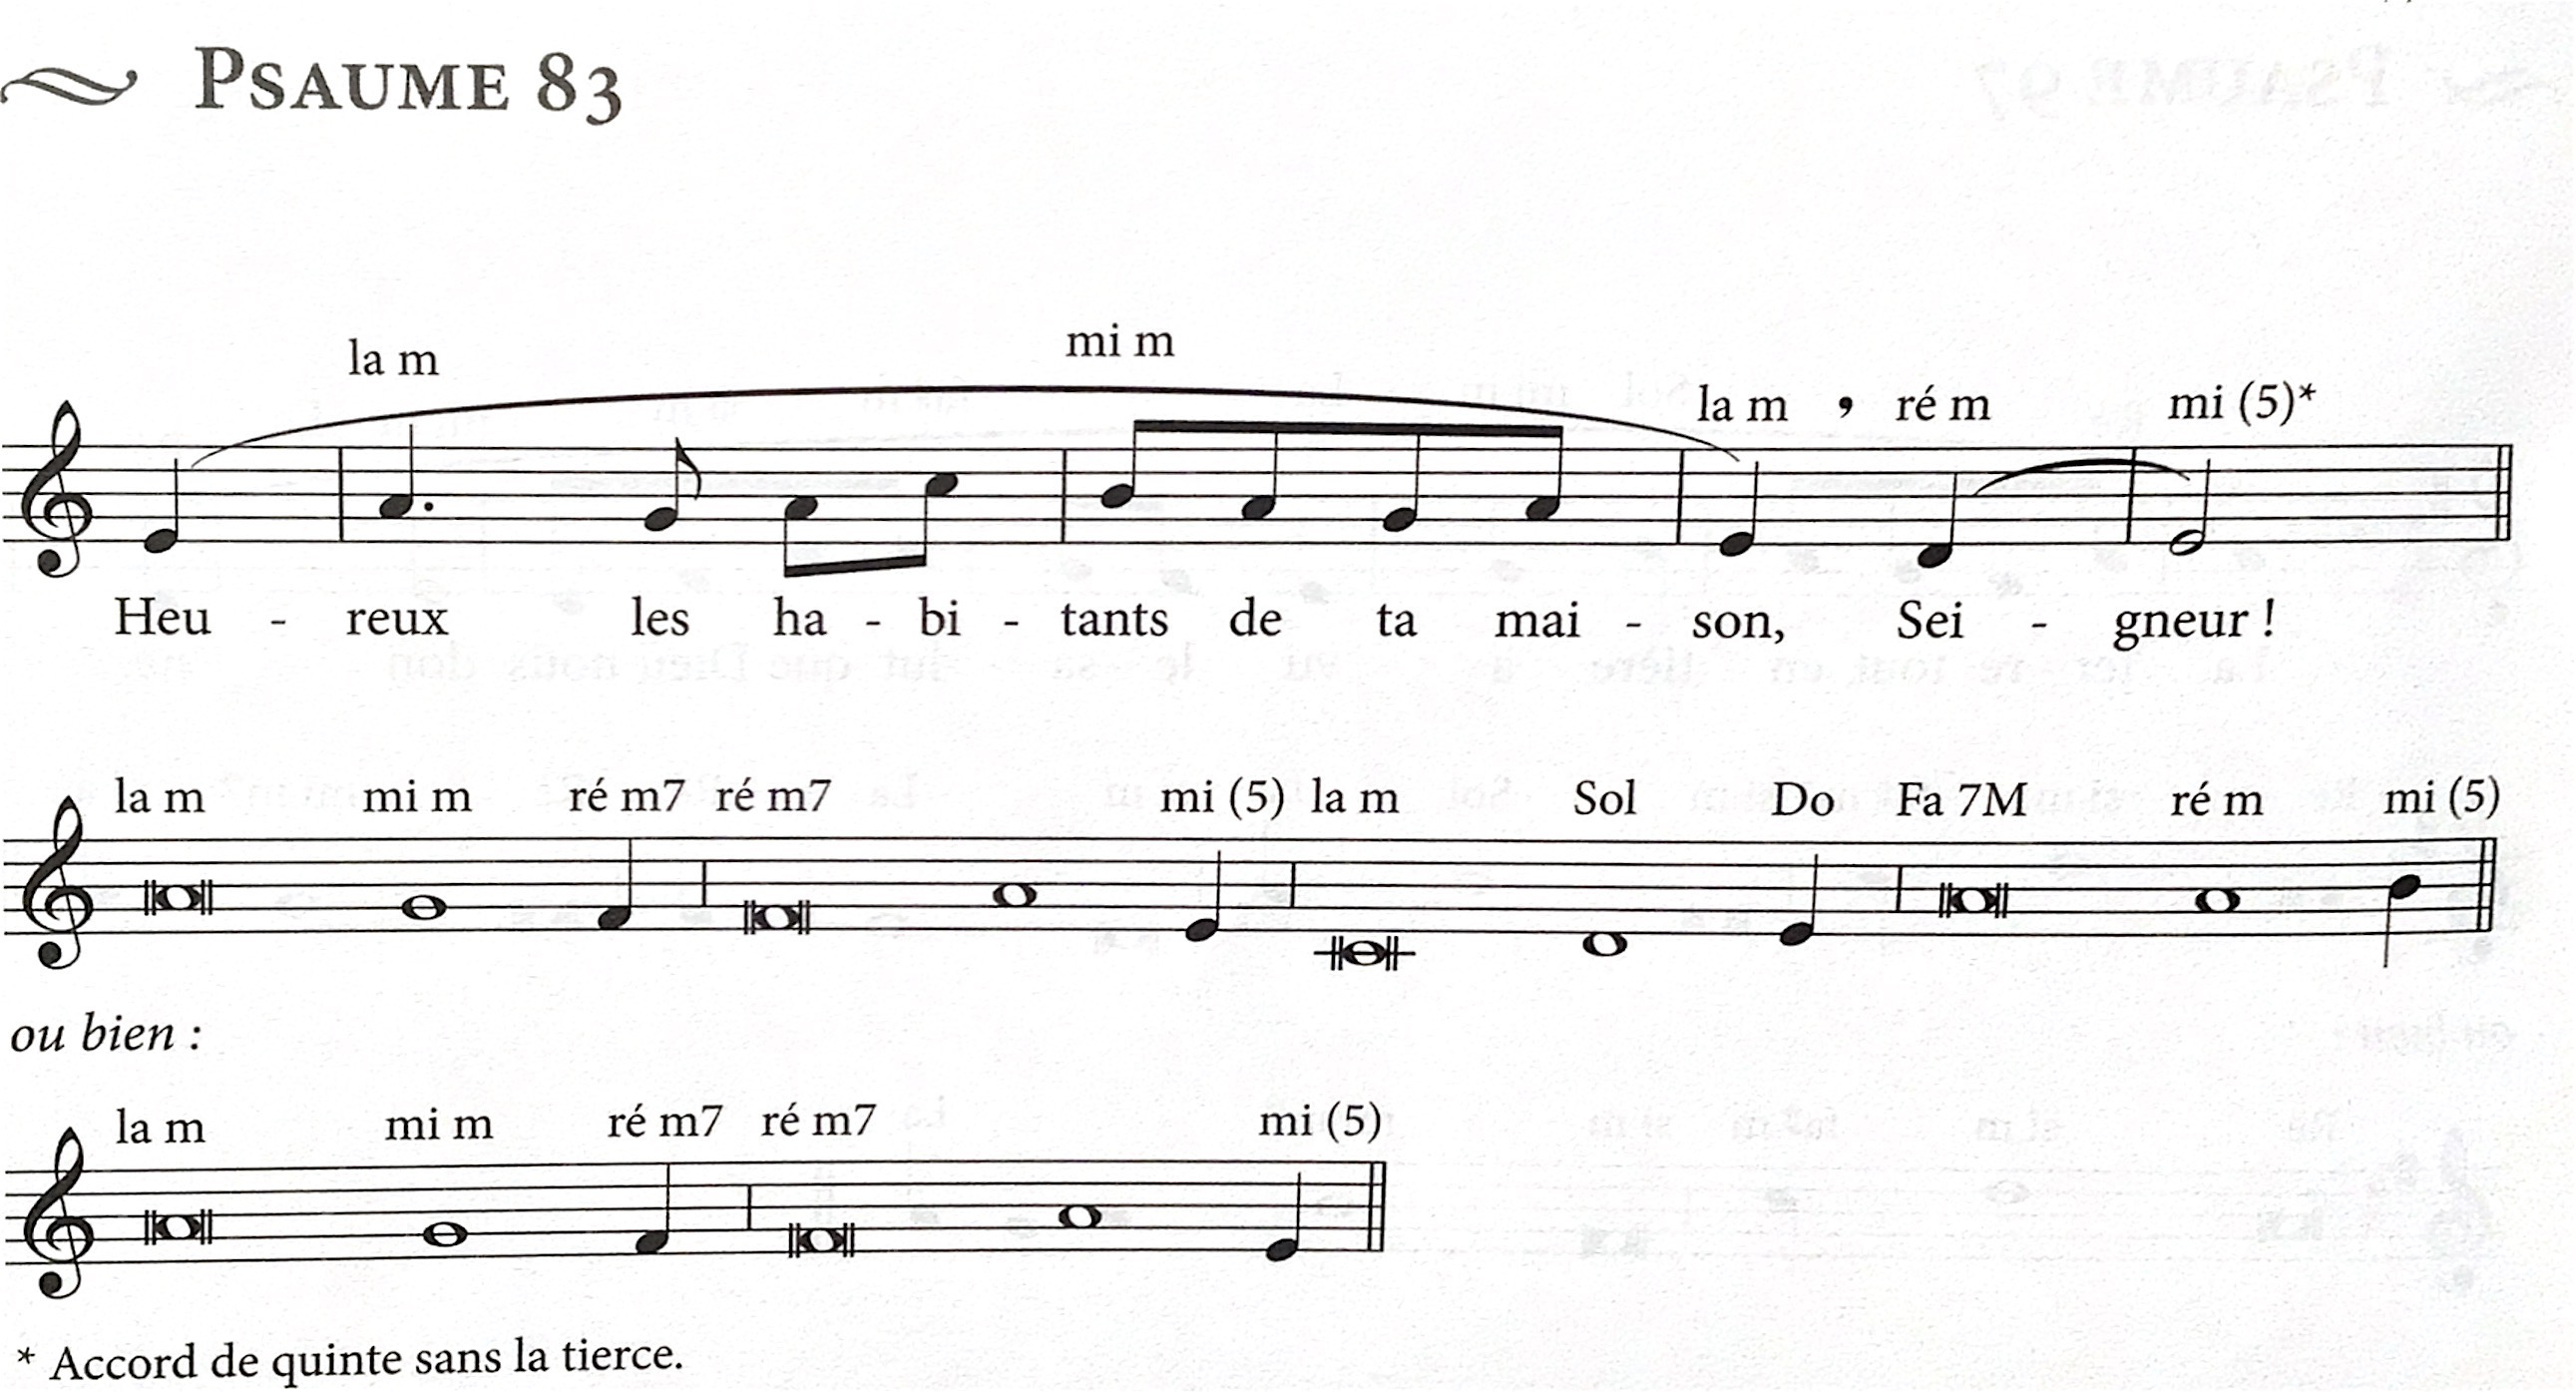 PSAUME 83
la m mi m la m , ré m mi (5)*
Heu - reux les ha - bi - tants de ta mai - son, Sei - gneur !
la m mi m ré m7 ré m7 mi (5) la m Sol Do Fa 7M ré m mi (5)
ou bien :
la m mi m ré m7 ré m7 mi (5)
* Accord de quinte sans la tierce.